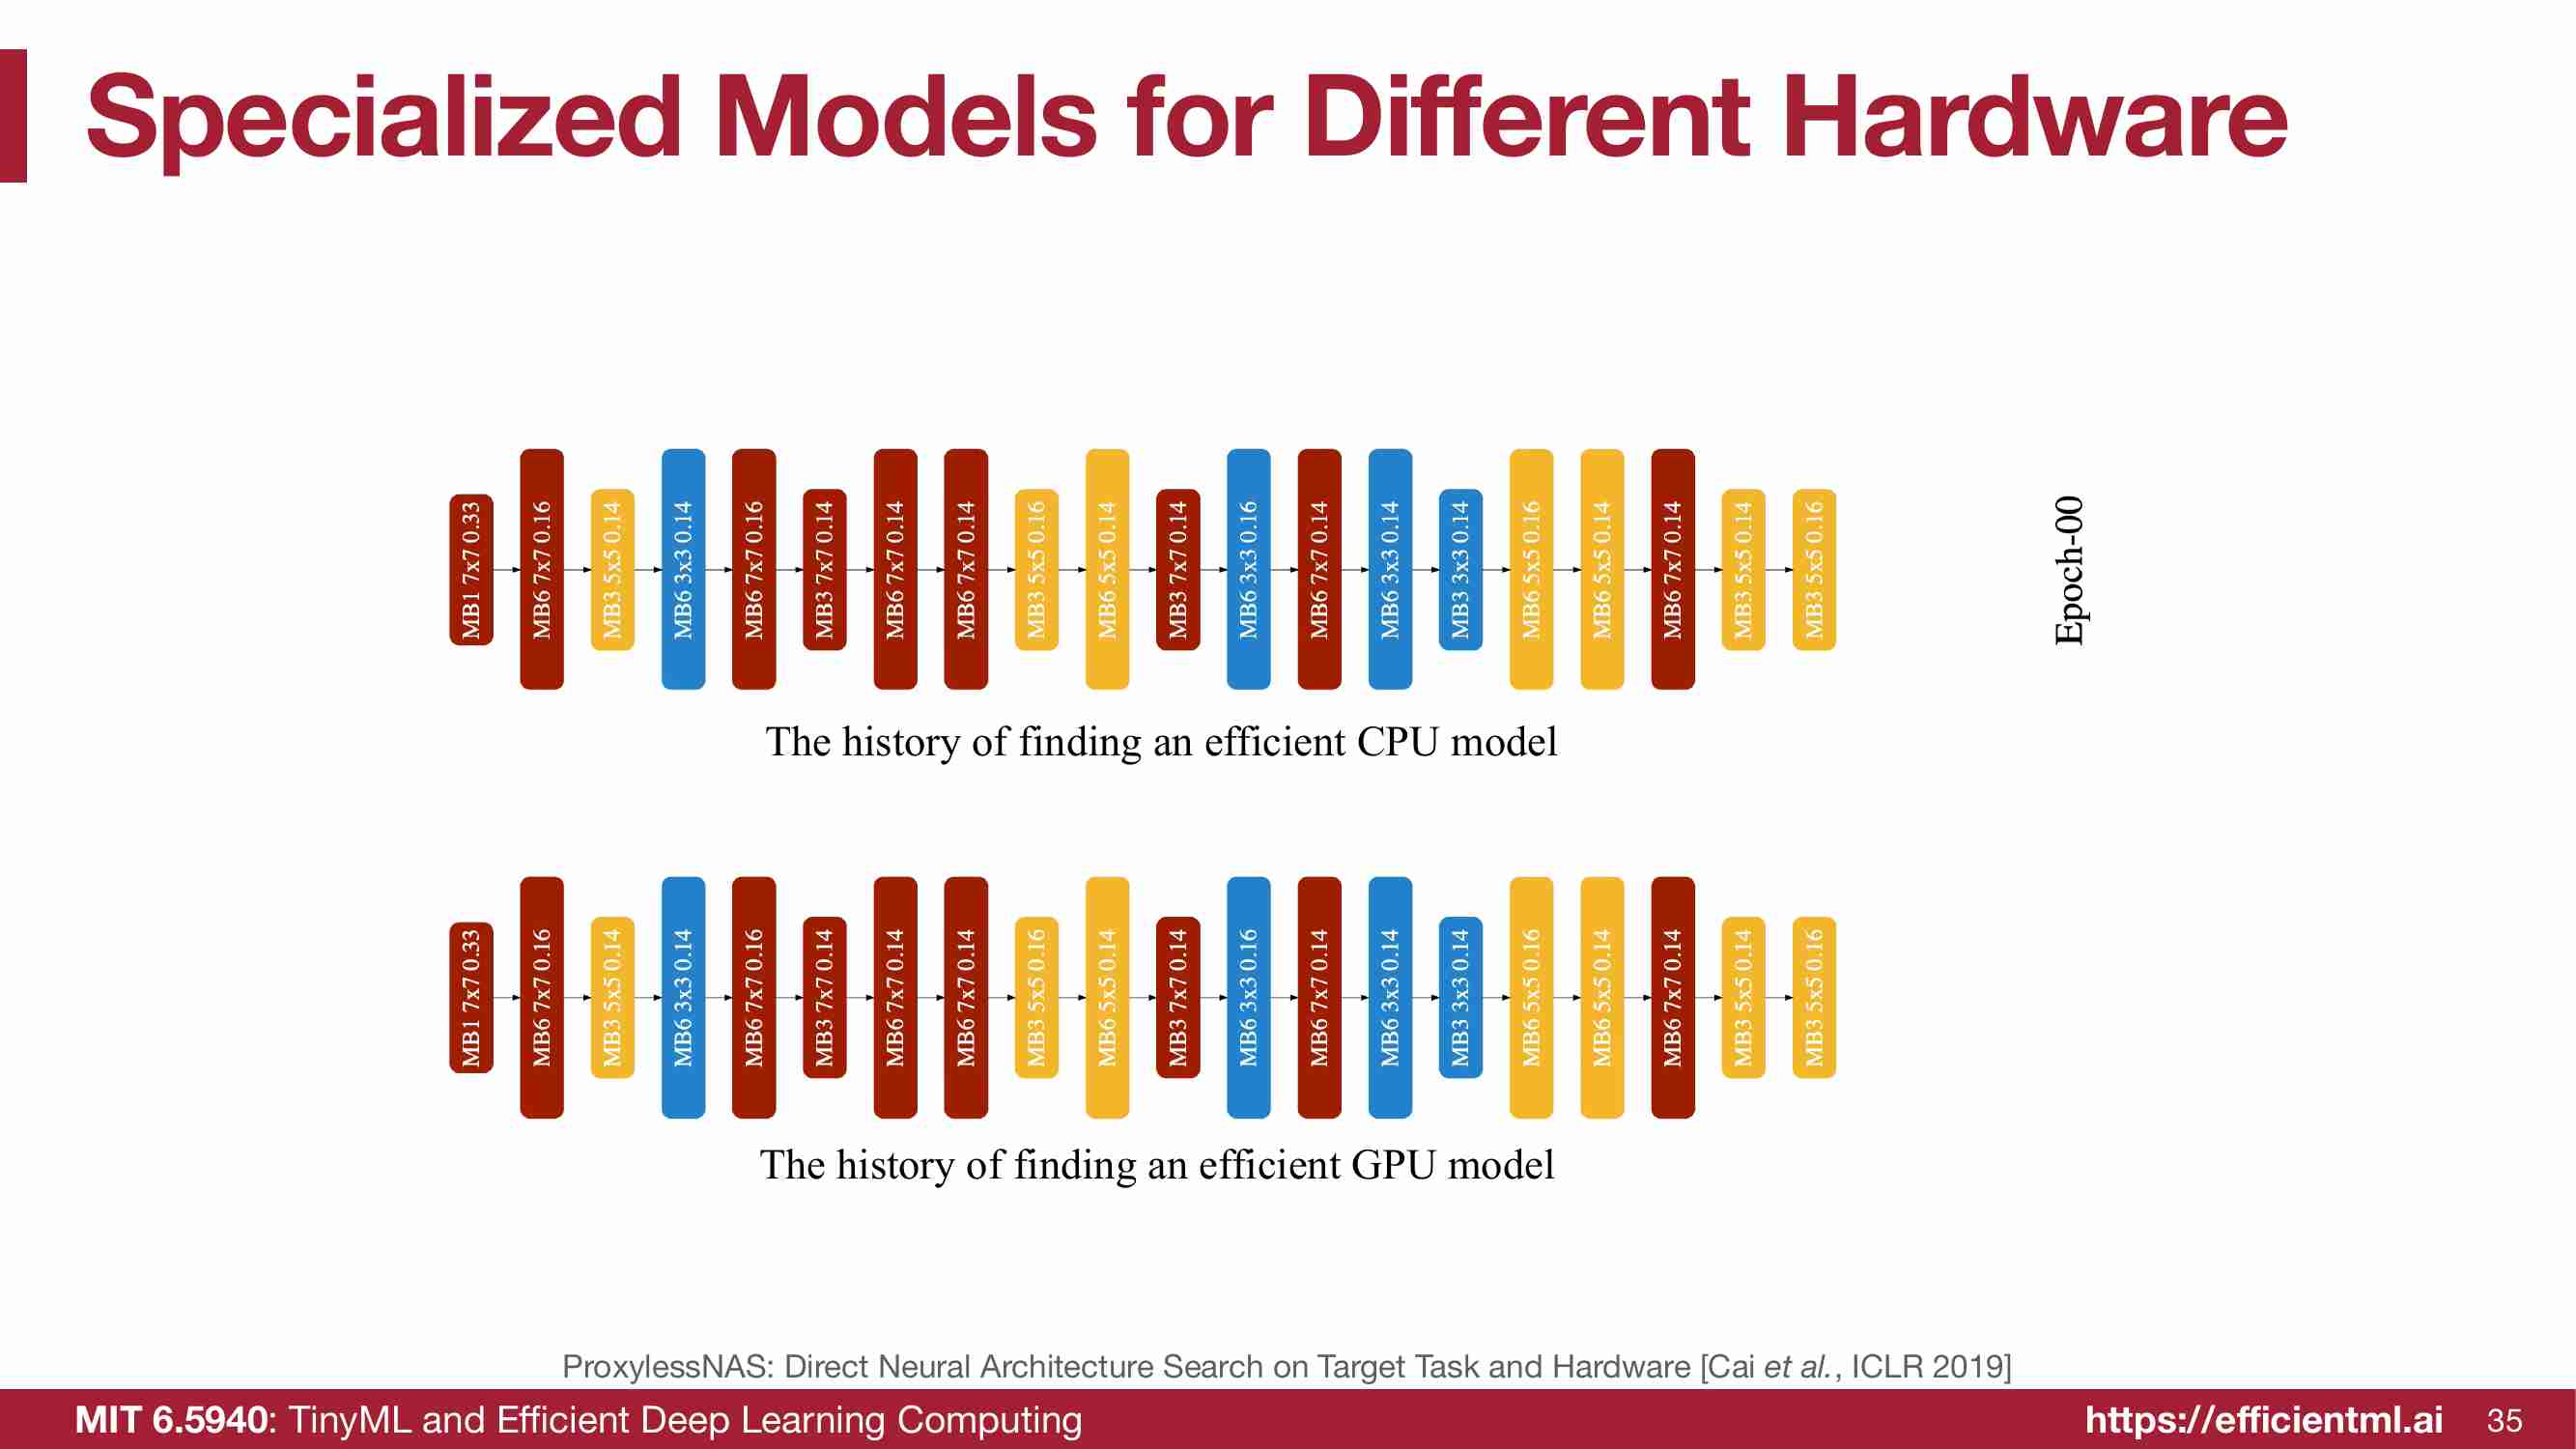 Specialized Models for Different Hardware
MB1 7x7 0.33
MB6 7x7 0.16
MB3 5x5 0.14
MB6 3x3 0.14
MB6 7x7 0.16
MB3 7x7 0.14
MB6 7x7 0.14
MB6 7x7 0.14
MB3 5x5 0.16
MB6 5x5 0.14
MB3 7x7 0.14
MB6 3x3 0.16
MB6 7x7 0.14
MB6 3x3 0.14
MB3 3x3 0.14
MB6 5x5 0.16
MB6 5x5 0.14
MB6 7x7 0.14
MB3 5x5 0.14
MB3 5x5 0.16
Epoch-00
The history of finding an efficient CPU model
MB1 7x7 0.33
MB6 7x7 0.16
MB3 5x5 0.14
MB6 3x3 0.14
MB6 7x7 0.16
MB3 7x7 0.14
MB6 7x7 0.14
MB6 7x7 0.14
MB3 5x5 0.16
MB6 5x5 0.14
MB3 7x7 0.14
MB6 3x3 0.16
MB6 7x7 0.14
MB6 3x3 0.14
MB3 3x3 0.14
MB6 5x5 0.16
MB6 5x5 0.14
MB6 7x7 0.14
MB3 5x5 0.14
MB3 5x5 0.16
The history of finding an efficient GPU model
ProxylessNAS: Direct Neural Architecture Search on Target Task and Hardware [Cai et al., ICLR 2019]
MIT 6.5940: TinyML and Efficient Deep Learning Computing
https://efficientml.ai
35